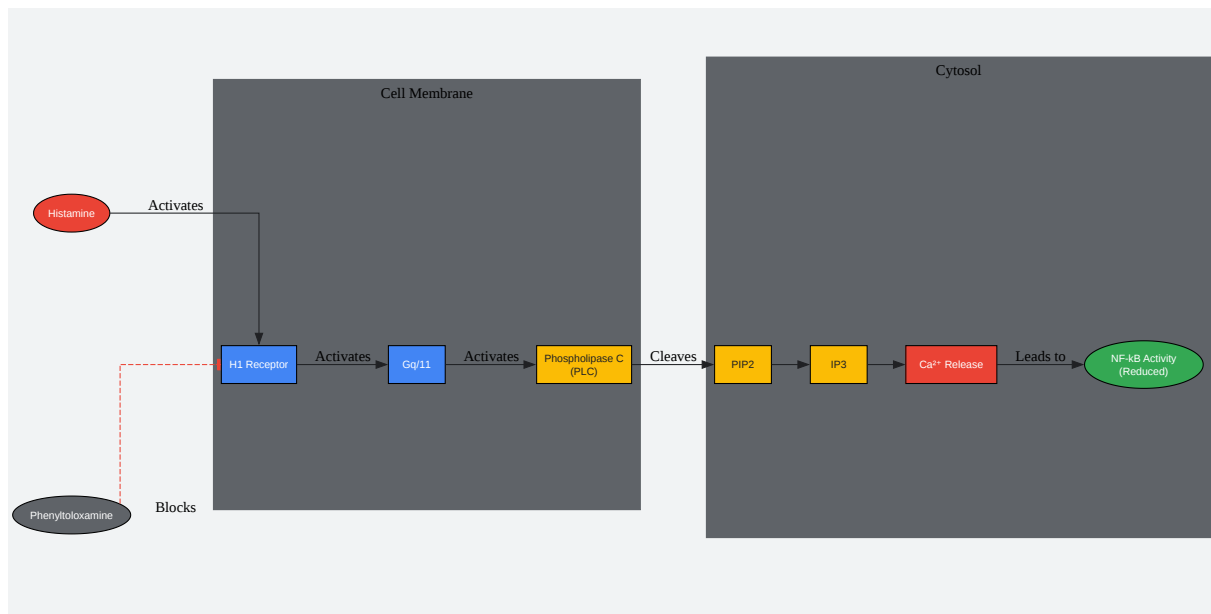 Cytosol
Cell Membrane
Histamine
Activates
H1 Receptor
Activates
Gq/11
Activates
Phospholipase C
(PLC)
Cleaves
PIP2
IP3
Ca²⁺ Release
Leads to
NF-kB Activity
(Reduced)
Phenyltoloxamine
Blocks